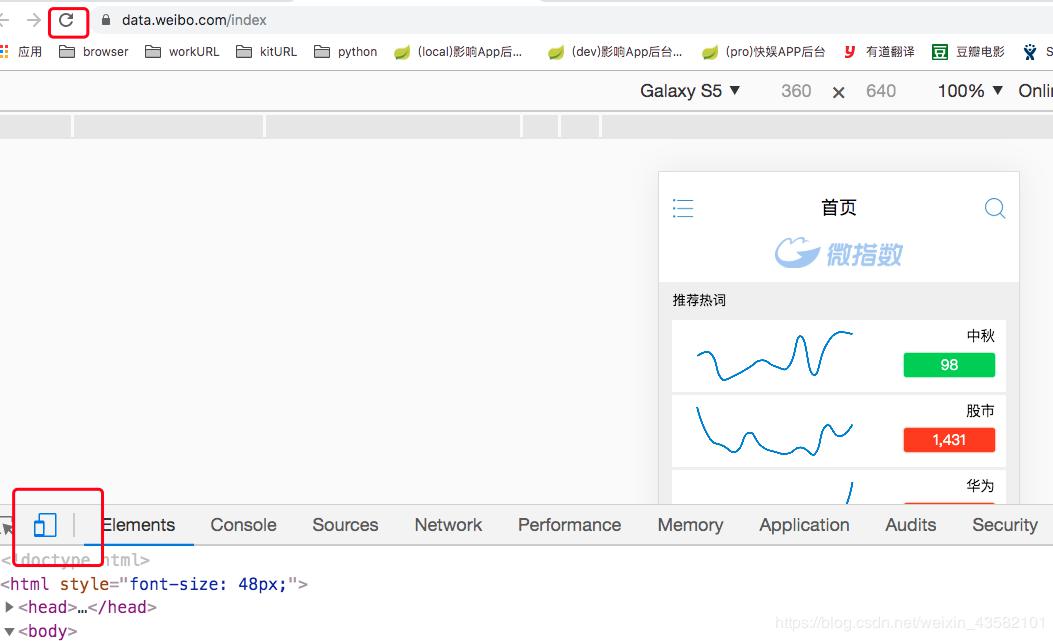 data.weibo.com/index
应用 browser workURL kitURL python (local)影响App后... (dev)影响App后台... (pro)快娱APP后台 有道翻译 豆 豆瓣电影 S
Galaxy S5 ▼ 360 × 640 100% ▼ Onli
首页
微指数
推荐热词
中秋
98
股市
1,431
华为
Elements Console Sources Network Performance Memory Application Audits Security
<!doctype html>
<html style="font-size: 48px;">
<head>…</head>
<body>
https://blog.csdn.net/weixin_43582101